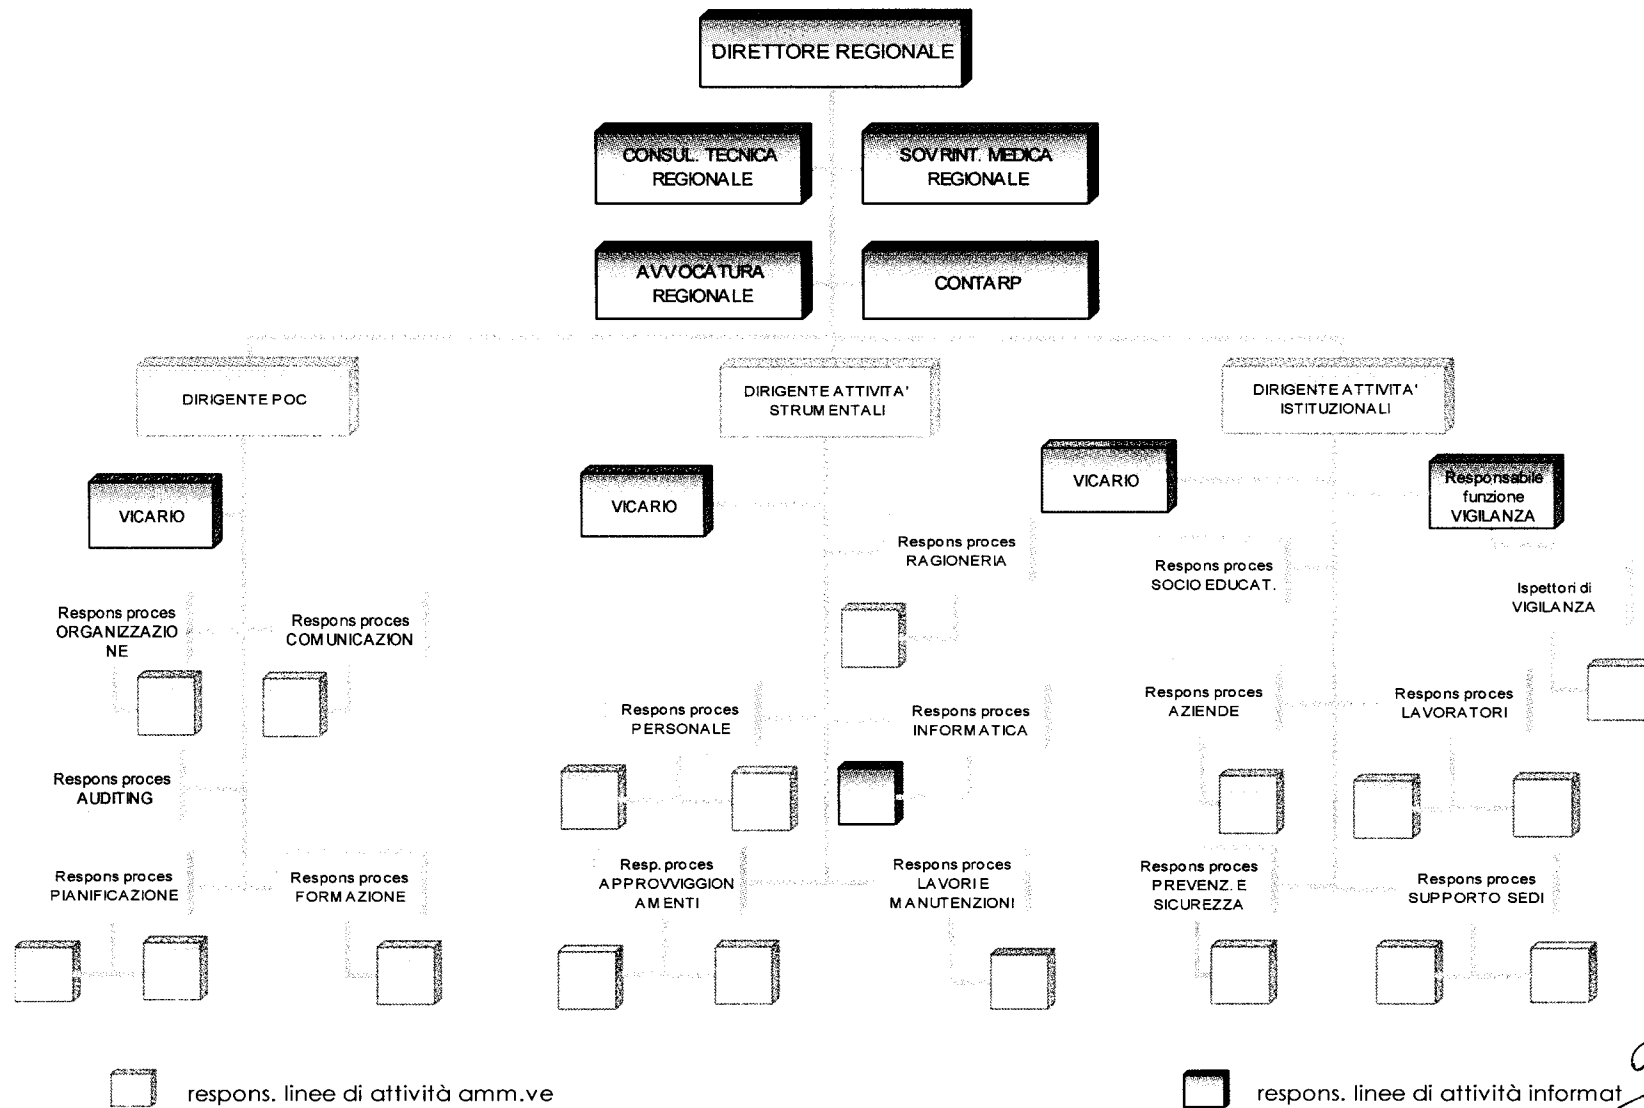 DIRETTORE REGIONALE
CONSUL. TECNICA
REGIONALE
SOVRINT. MEDICA
REGIONALE
AVVOCATURA
REGIONALE
CONTARP
DIRIGENTE POC
DIRIGENTE ATTIVITA'
STRUMENTALI
DIRIGENTE ATTIVITA'
ISTITUZIONALI
VICARIO
VICARIO
VICARIO
Responsabile
funzione
VIGILANZA
Respons proces
RAGIONERIA
Respons proces
SOCIO EDUCAT.
Ispettori di
VIGILANZA
Respons proces
ORGANIZZAZIO
NE
Respons proces
COMUNICAZION
Respons proces
PERSONALE
Respons proces
INFORMATICA
Respons proces
AZIENDE
Respons proces
LAVORATORI
Respons proces
AUDITING
Respons proces
PIANIFICAZIONE
Respons proces
FORMAZIONE
Resp. proces
APPROVVIGGION
AMENTI
Respons proces
LAVORI E
MANUTENZIONI
Respons proces
PREVENZ. E
SICUREZZA
Respons proces
SUPPORTO SEDI
respons. linee di attività amm.ve
respons. linee di attività informat